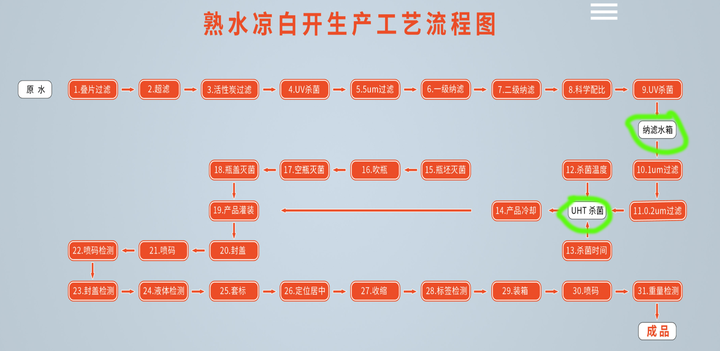 熟水凉白开生产工艺流程图
原 水
1.叠片过滤
2.超滤
3.活性炭过滤
4.UV杀菌
5.5um过滤
6.一级纳滤
7.二级纳滤
8.科学配比
9.UV杀菌
纳滤水箱
18.瓶盖灭菌
17.空瓶灭菌
16.吹瓶
15.瓶坯灭菌
12.杀菌温度
10.1um过滤
19.产品灌装
14.产品冷却
UHT 杀菌
11.0.2um过滤
22.喷码检测
21.喷码
20.封盖
13.杀菌时间
23.封盖检测
24.液体检测
25.套标
26.定位居中
27.收缩
28.标签检测
29.装箱
30.喷码
31.重量检测
成品